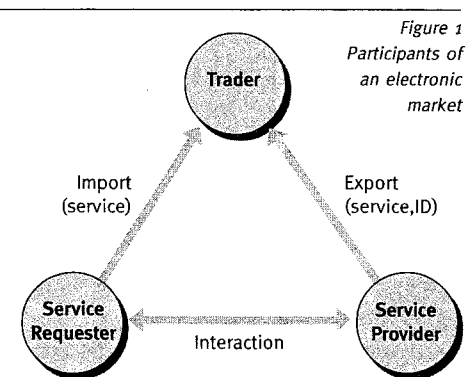 Figure 1
Participants of
an electronic
market
Trader
Import
(service)
Export
(service,ID)
Service
Requester
Interaction
Service
Provider